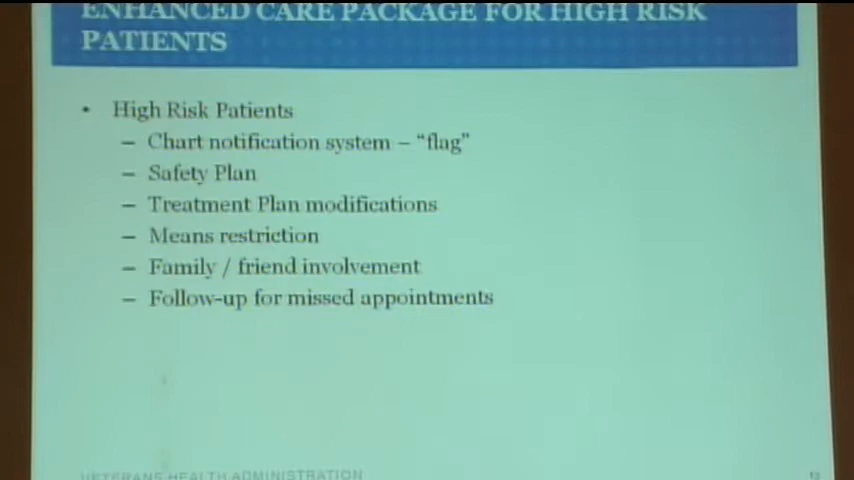 ENHANCED CARE PACKAGE FOR HIGH RISK
PATIENTS
• High Risk Patients
– Chart notification system – “flag”
– Safety Plan
– Treatment Plan modifications
– Means restriction
– Family / friend involvement
– Follow-up for missed appointments
VETERANS HEALTH ADMINISTRATION